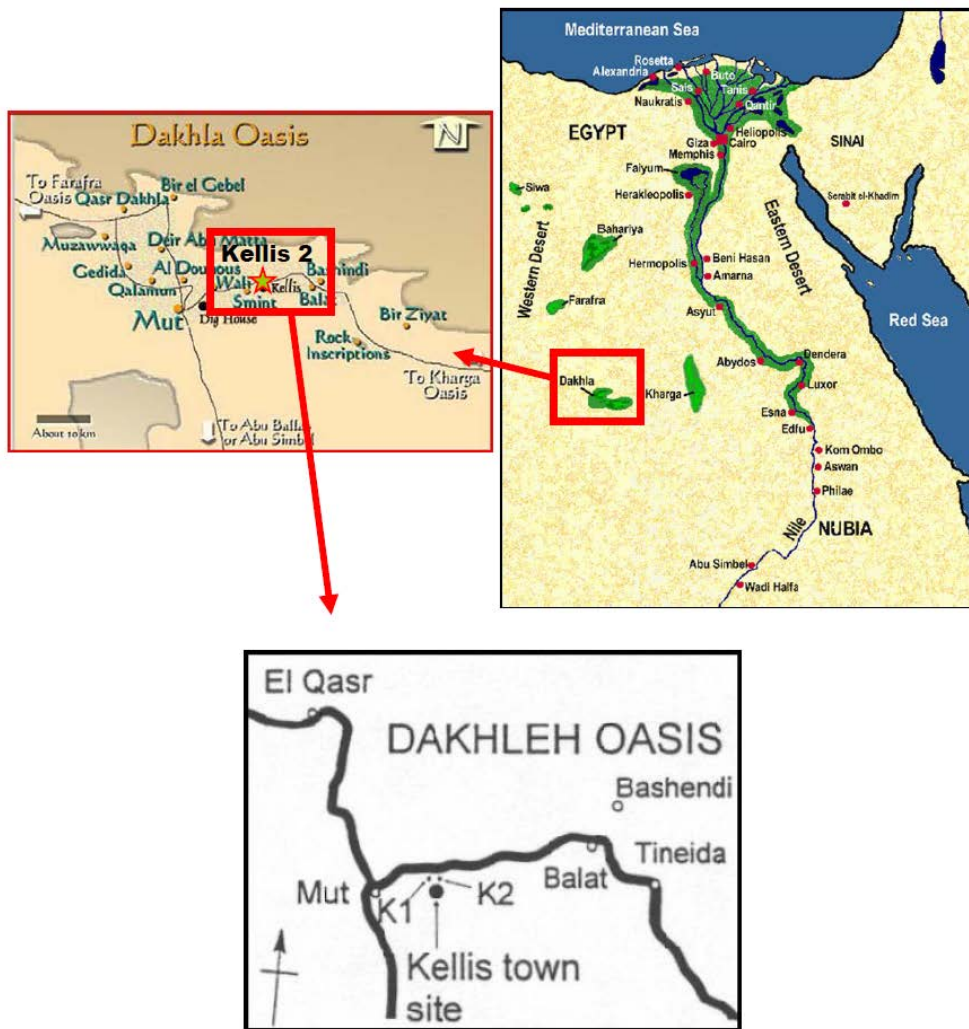 Dakhla Oasis
N
To Farafra
Oasis
Bir el Gebel
Qasr Dakhla
Muzawwaqa
Deir Abu Matta
Gedida
Al Douhous
Qalamun
Wali
Kellis 2
Kellis
Smint
Bashindi
Balat
Mut
Dig House
Bir Ziyat
Rock
Inscriptions
To Kharga
Oasis
About 10 km
To Abu Ballas
or Abu Simbel
Mediterranean Sea
Rosetta
Alexandria
Buto
Sais
Tanis
Naukratis
Qantir
EGYPT
Heliopolis
Giza
Cairo
SINAI
Memphis
Faiyum
Siwa
Herakleopolis
Serabit el-Khadim
Bahariya
Western Desert
Eastern Desert
Beni Hasan
Hermopolis
Amarna
Farafra
Asyut
Red Sea
Abydos
Dendera
Dakhla
Kharga
Luxor
Esna
Edfu
Kom Ombo
Aswan
Philae
Nile
NUBIA
Abu Simbel
Wadi Halfa
El Qasr
DAKHLEH OASIS
Bashendi
Tineida
Balat
Mut
K1
K2
Kellis town
site